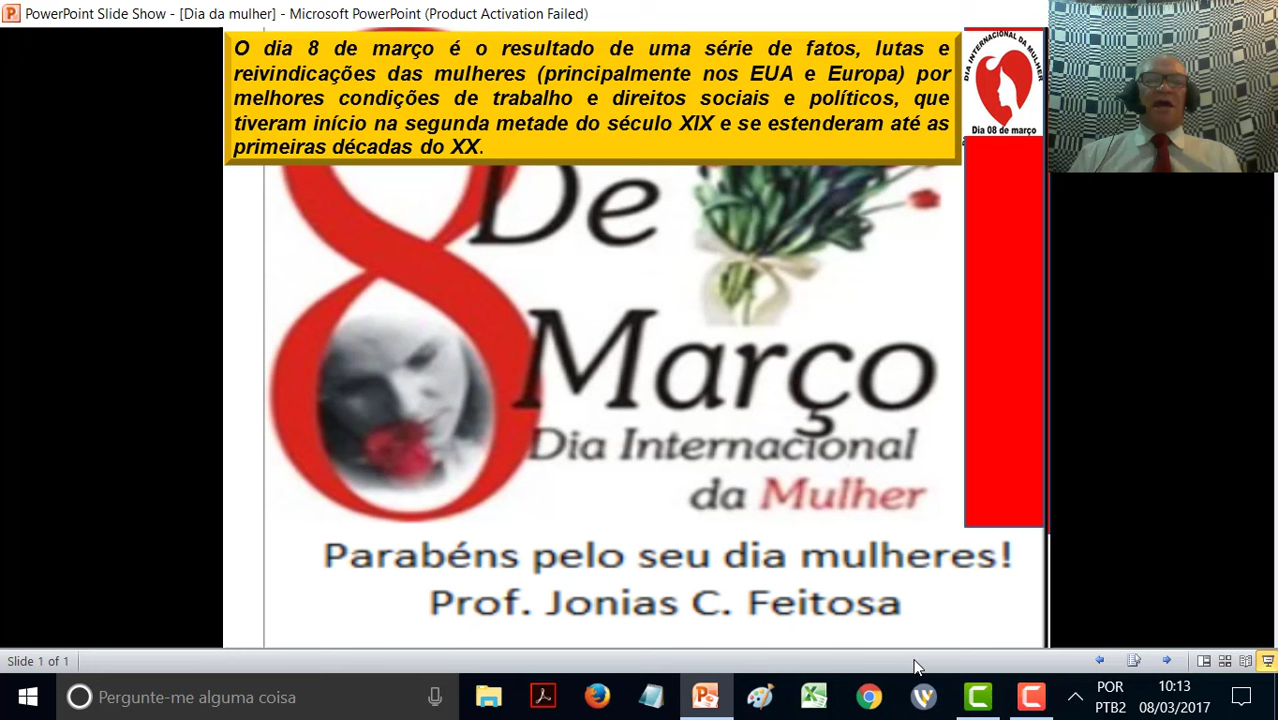 PowerPoint Slide Show - [Dia da mulher] - Microsoft PowerPoint (Product Activation Failed)
O dia 8 de março é o resultado de uma série de fatos, lutas e
reivindicações das mulheres (principalmente nos EUA e Europa) por
melhores condições de trabalho e direitos sociais e políticos, que
tiveram início na segunda metade do século XIX e se estenderam até as
primeiras décadas do XX.
DIA INTERNACIONAL DA MULHER
Dia 08 de março
8 De
Março
Dia Internacional
da Mulher
Parabéns pelo seu dia mulheres!
Prof. Jonias C. Feitosa
Slide 1 of 1
Pergunte-me alguma coisa
POR
PTB2
10:13
08/03/2017